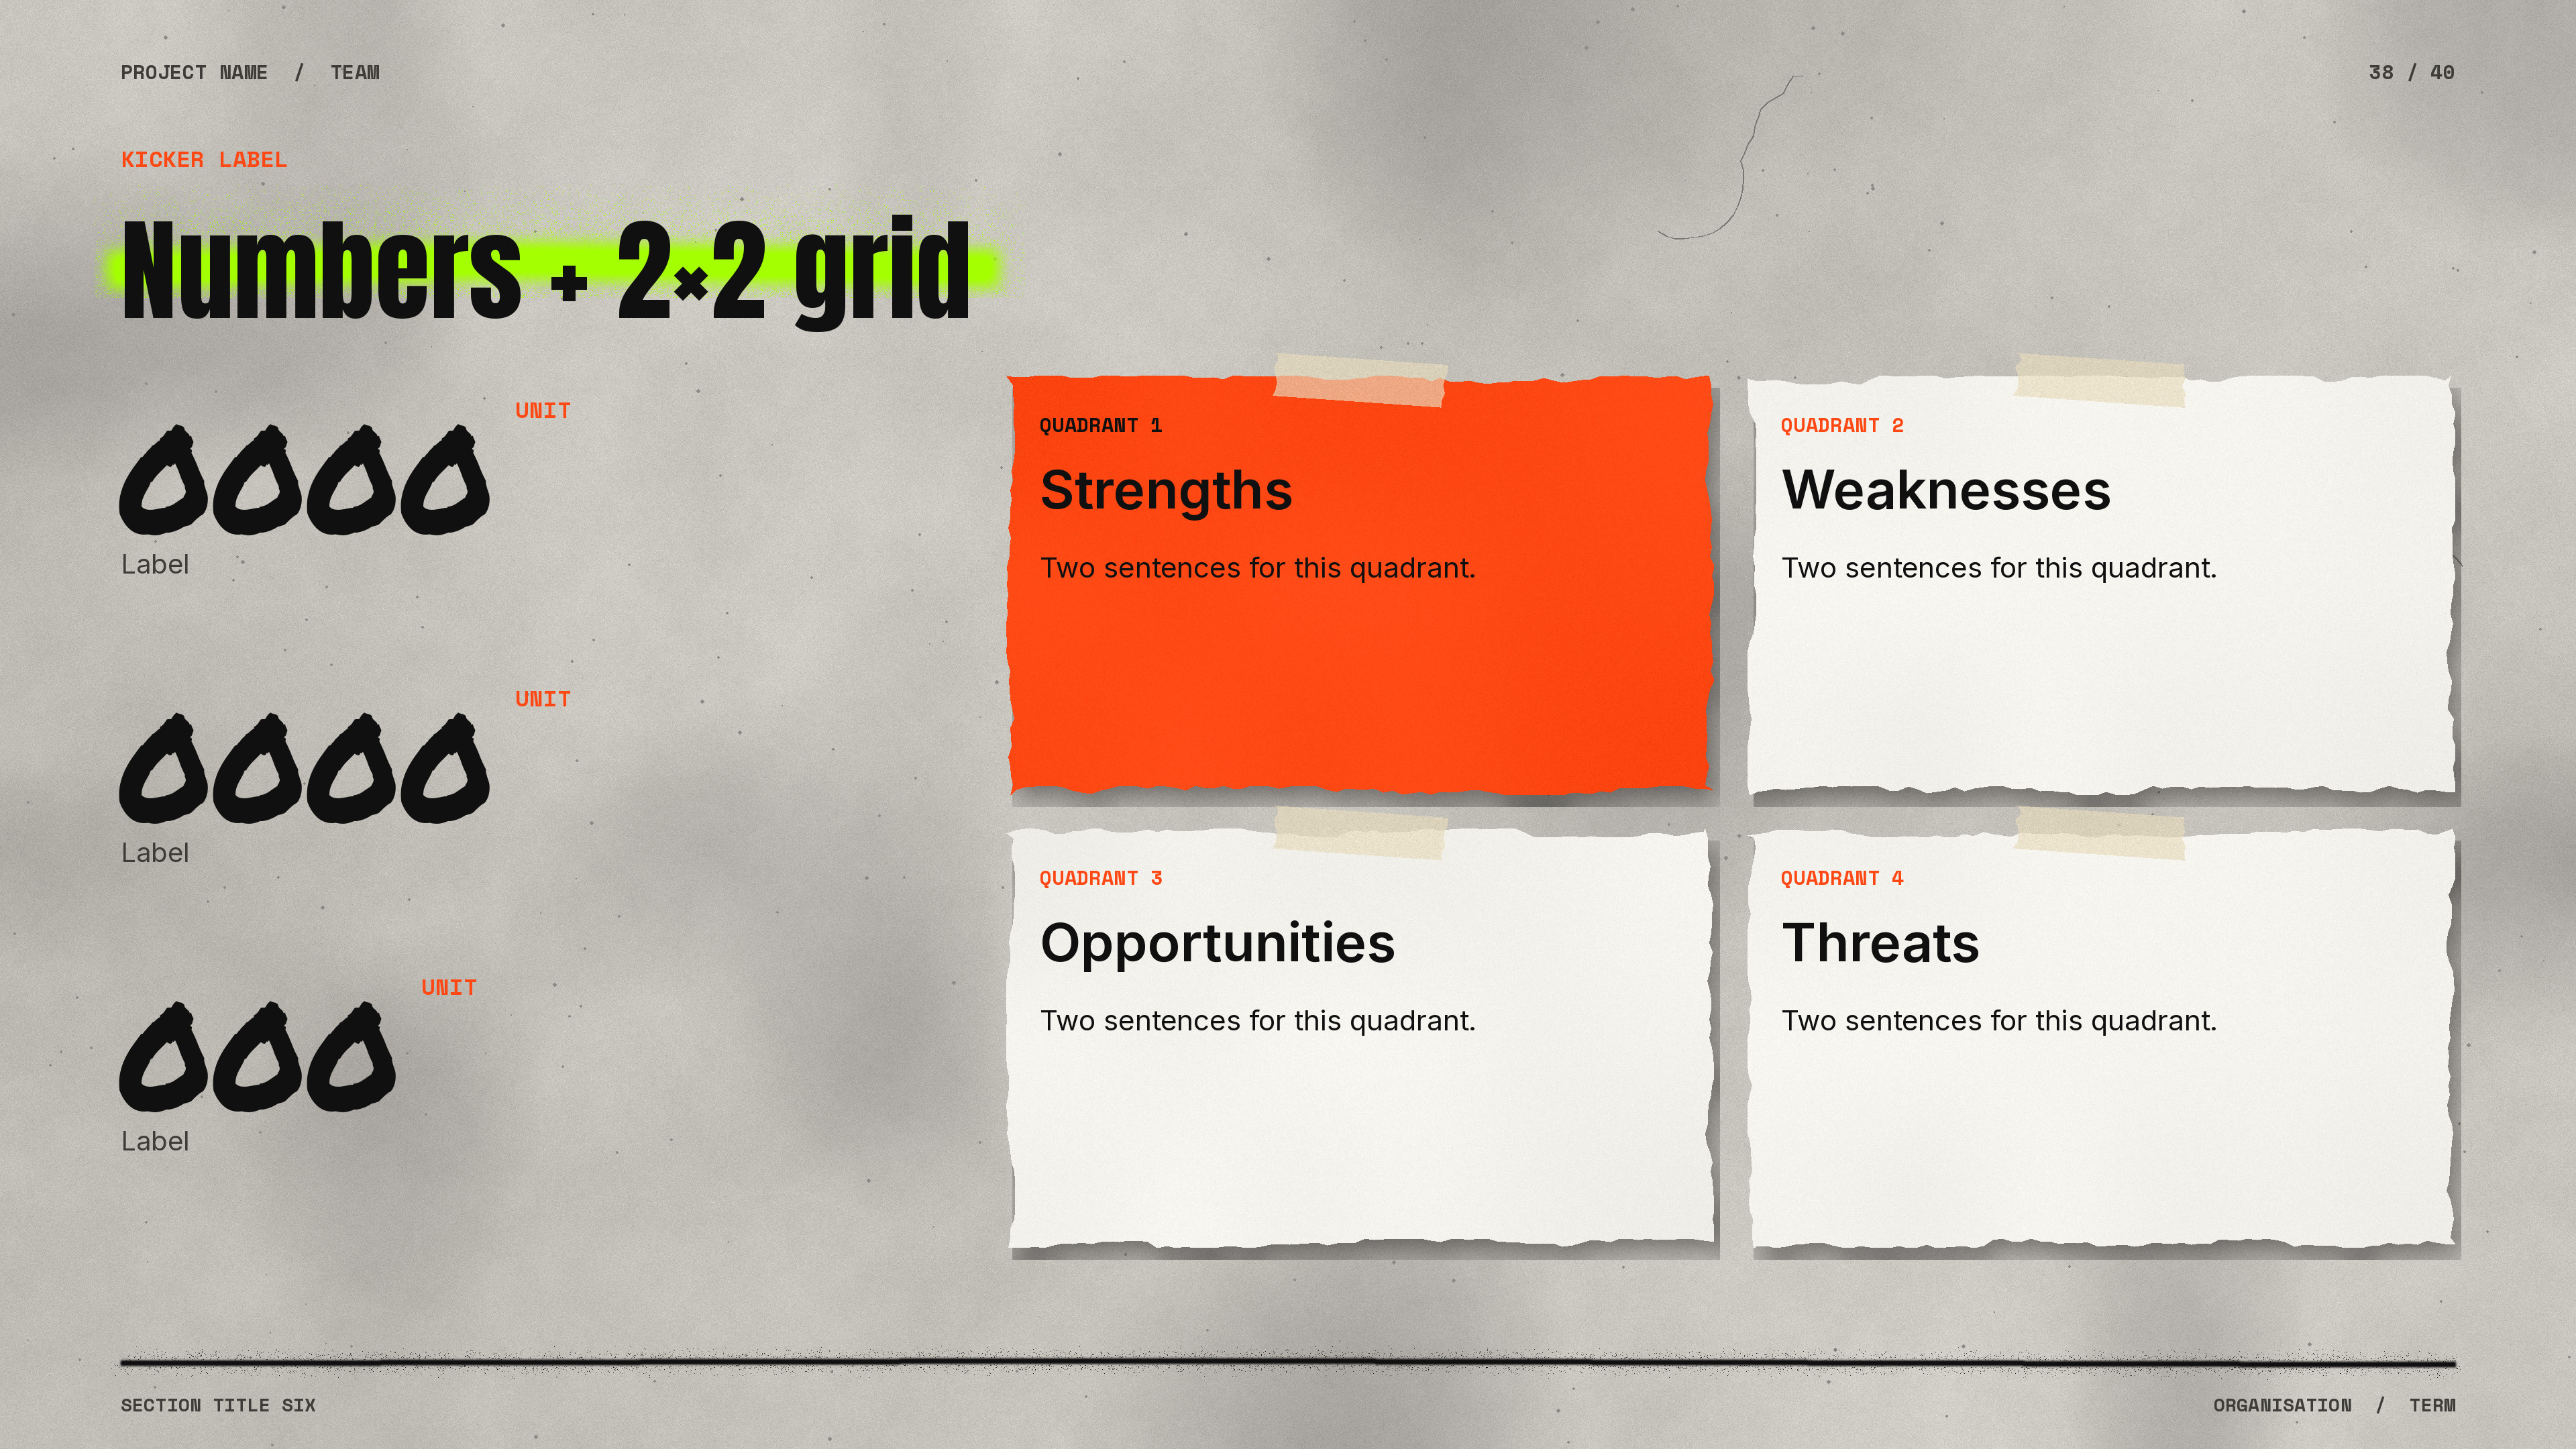 PROJECT NAME / TEAM
38 / 40
KICKER LABEL
Numbers + 2×2 grid
0000 UNIT
Label
0000 UNIT
Label
000 UNIT
Label
QUADRANT 1
Strengths
Two sentences for this quadrant.
QUADRANT 2
Weaknesses
Two sentences for this quadrant.
QUADRANT 3
Opportunities
Two sentences for this quadrant.
QUADRANT 4
Threats
Two sentences for this quadrant.
SECTION TITLE SIX
ORGANISATION / TERM